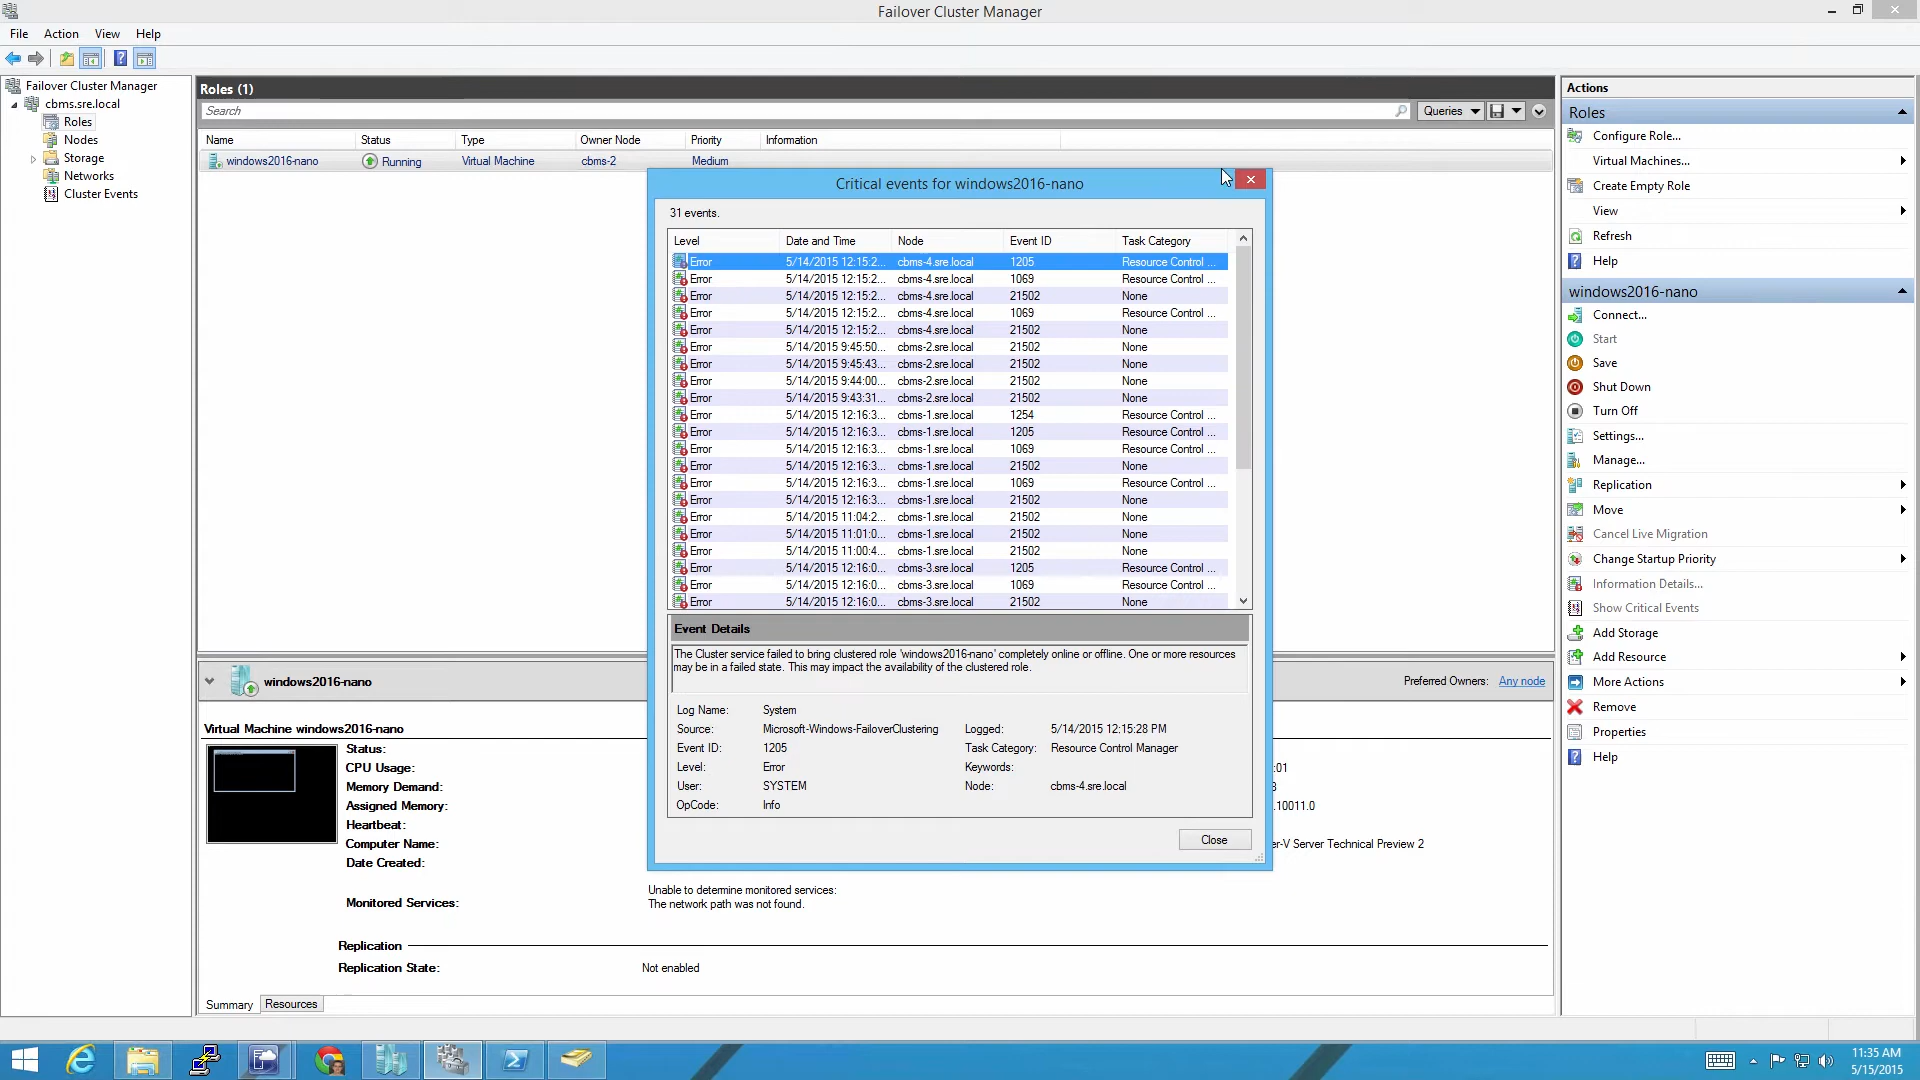 Failover Cluster Manager
File Action View Help
Failover Cluster Manager
cbms.sre.local
Roles
Nodes
Storage
Networks
Cluster Events
Roles (1)
Search
Queries
Name Status Type Owner Node Priority Information
windows2016-nano Running Virtual Machine cbms-2 Medium
Critical events for windows2016-nano
31 events.
Level Date and Time Node Event ID Task Category
Error 5/14/2015 12:15:2... cbms-4.sre.local 1205 Resource Control ...
Error 5/14/2015 12:15:2... cbms-4.sre.local 1069 Resource Control ...
Error 5/14/2015 12:15:2... cbms-4.sre.local 21502 None
Error 5/14/2015 12:15:2... cbms-4.sre.local 1069 Resource Control ...
Error 5/14/2015 12:15:2... cbms-4.sre.local 21502 None
Error 5/14/2015 9:45:50... cbms-2.sre.local 21502 None
Error 5/14/2015 9:45:43... cbms-2.sre.local 21502 None
Error 5/14/2015 9:44:00... cbms-2.sre.local 21502 None
Error 5/14/2015 9:43:31... cbms-2.sre.local 21502 None
Error 5/14/2015 12:16:3... cbms-1.sre.local 1254 Resource Control ...
Error 5/14/2015 12:16:3... cbms-1.sre.local 1205 Resource Control ...
Error 5/14/2015 12:16:3... cbms-1.sre.local 1069 Resource Control ...
Error 5/14/2015 12:16:3... cbms-1.sre.local 21502 None
Error 5/14/2015 12:16:3... cbms-1.sre.local 1069 Resource Control ...
Error 5/14/2015 12:16:3... cbms-1.sre.local 21502 None
Error 5/14/2015 11:04:2... cbms-1.sre.local 21502 None
Error 5/14/2015 11:01:0... cbms-1.sre.local 21502 None
Error 5/14/2015 11:00:4... cbms-1.sre.local 21502 None
Error 5/14/2015 12:16:0... cbms-3.sre.local 1205 Resource Control ...
Error 5/14/2015 12:16:0... cbms-3.sre.local 1069 Resource Control ...
Error 5/14/2015 12:16:0... cbms-3.sre.local 21502 None
Event Details
The Cluster service failed to bring clustered role 'windows2016-nano' completely online or offline. One or more resources
may be in a failed state. This may impact the availability of the clustered role.
Log Name: System
Source: Microsoft-Windows-FailoverClustering Logged: 5/14/2015 12:15:28 PM
Event ID: 1205 Task Category: Resource Control Manager
Level: Error Keywords:
User: SYSTEM Node: cbms-4.sre.local
OpCode: Info
Close
windows2016-nano
Preferred Owners: Any node
Virtual Machine windows2016-nano
Status:
CPU Usage: :01
Memory Demand: 3
Assigned Memory: .10011.0
Heartbeat:
Computer Name: er-V Server Technical Preview 2
Date Created:
Unable to determine monitored services:
Monitored Services: The network path was not found.
Replication
Replication State: Not enabled
Summary Resources
Actions
Roles
Configure Role...
Virtual Machines...
Create Empty Role
View
Refresh
Help
windows2016-nano
Connect...
Start
Save
Shut Down
Turn Off
Settings...
Manage...
Replication
Move
Cancel Live Migration
Change Startup Priority
Information Details...
Show Critical Events
Add Storage
Add Resource
More Actions
Remove
Properties
Help
11:35 AM
5/15/2015